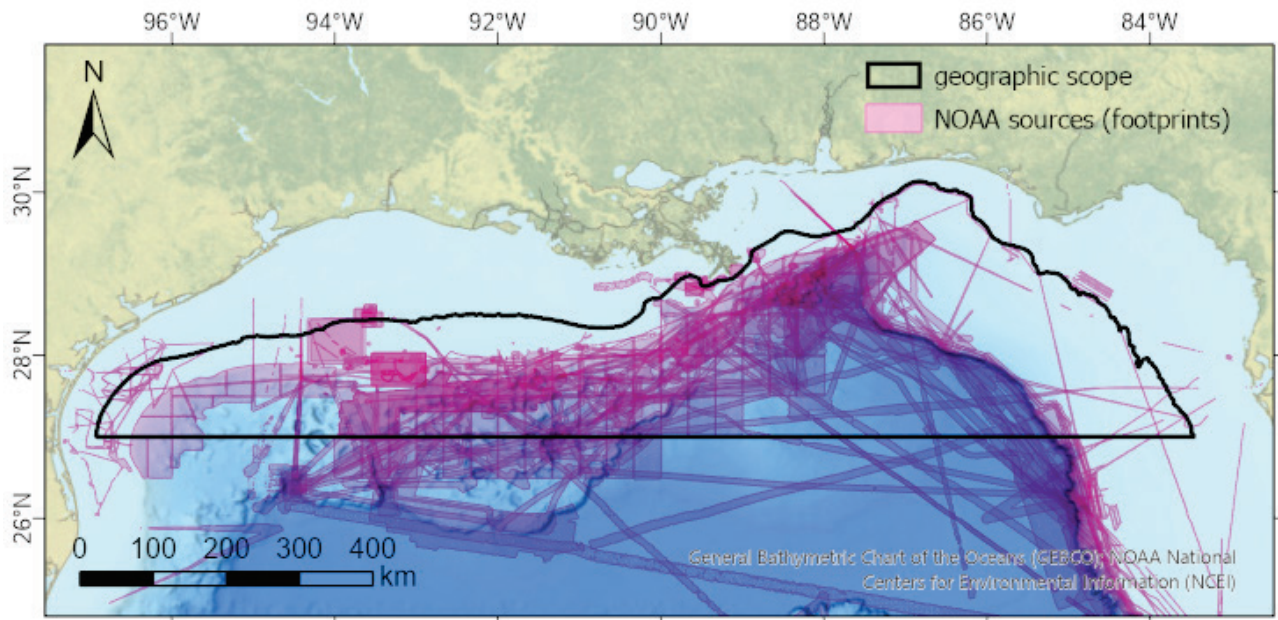 96°W 94°W 92°W 90°W 88°W 86°W 84°W
N
geographic scope
NOAA sources (footprints)
30°N
28°N
26°N
0 100 200 300 400
km
General Bathymetric Chart of the Oceans (GEBCO); NOAA National
Centers for Environmental Information (NCEI)